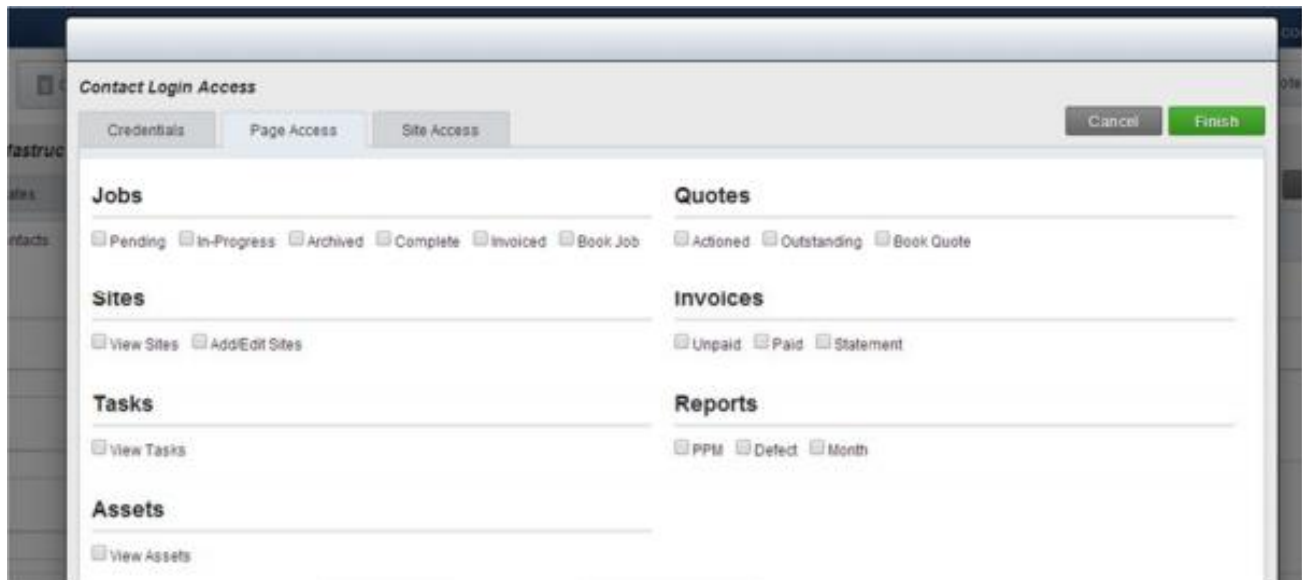 Contact Login Access
Credentials Page Access Site Access Cancel Finish
Jobs
Pending In-Progress Archived Complete Invoiced Book Job
Quotes
Actioned Outstanding Book Quote
Sites
View Sites Add/Edit Sites
Invoices
Unpaid Paid Statement
Tasks
View Tasks
Reports
PPM Defect Month
Assets
View Assets